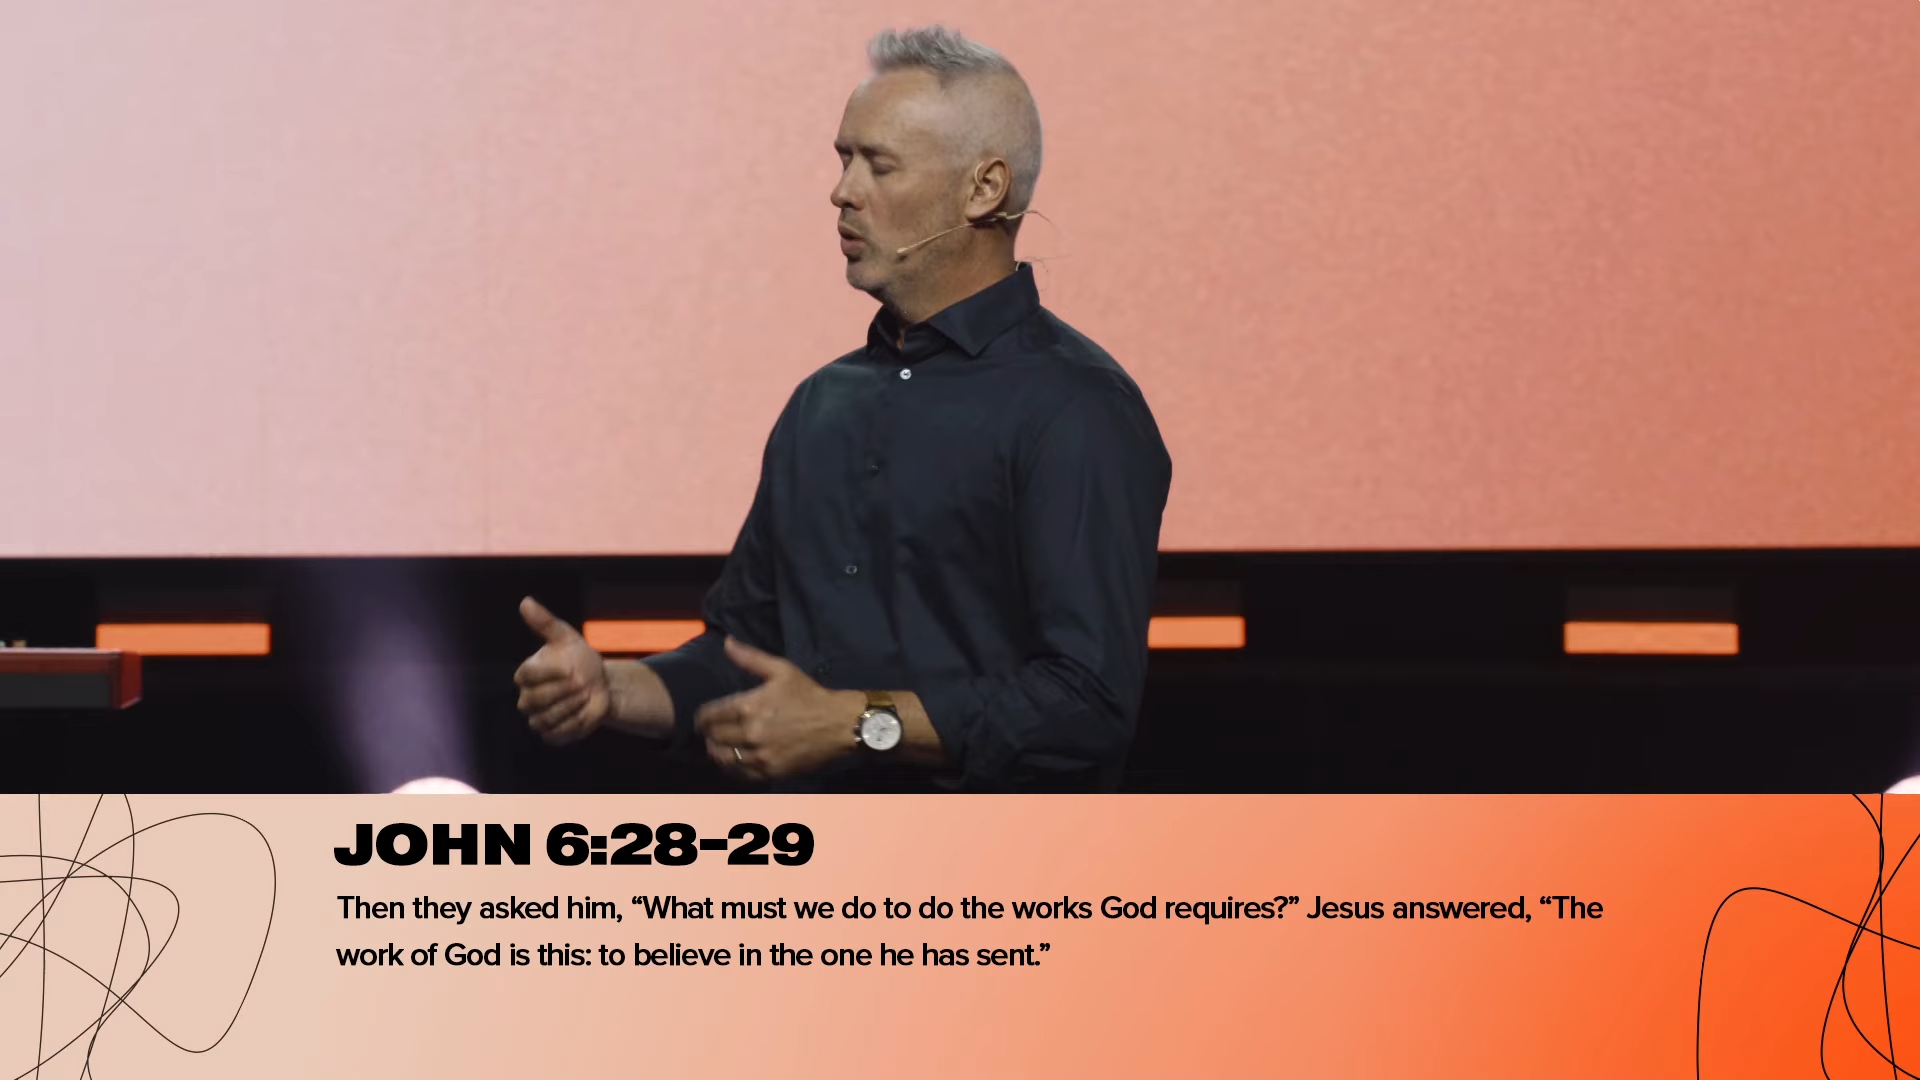 JOHN 6:28-29
Then they asked him, “What must we do to do the works God requires?” Jesus answered, “The
work of God is this: to believe in the one he has sent.”